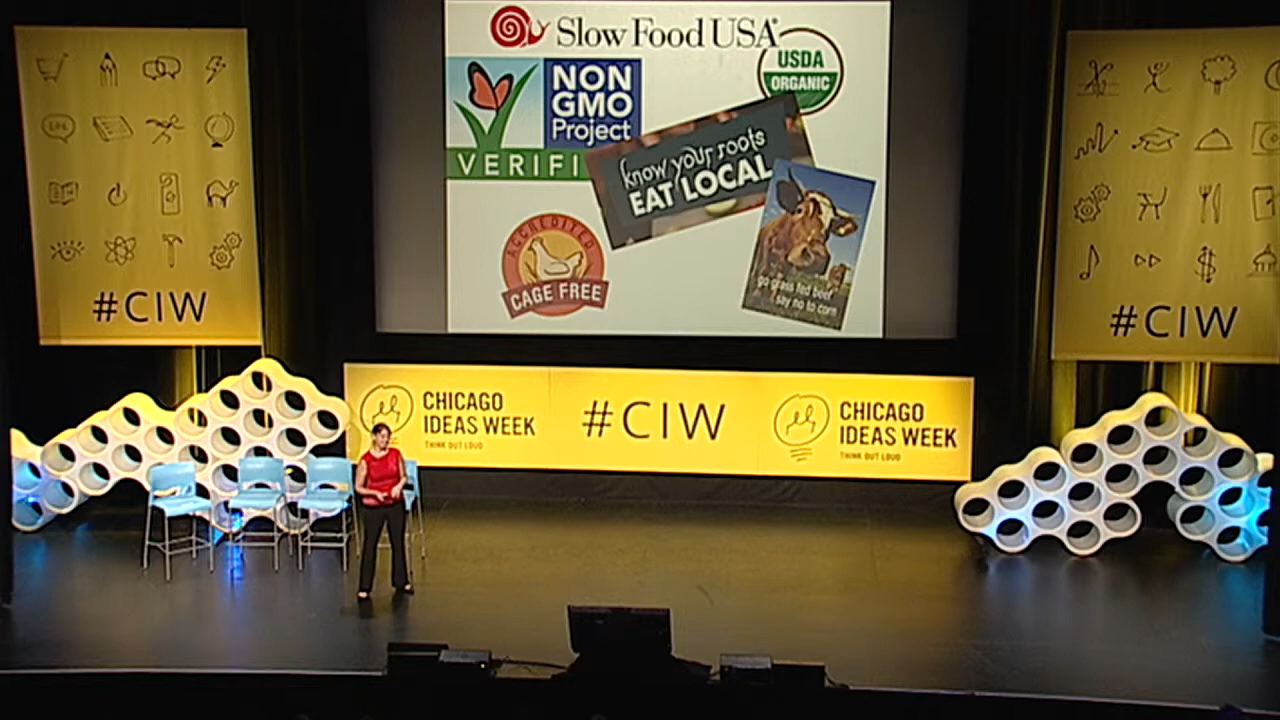 Slow Food USA
NON
GMO
Project
VERIFI
USDA
ORGANIC
know your roots
EAT LOCAL
ACCREDITED
CAGE FREE
go grass fed beef
say no to corn
#CIW
#CIW
CHICAGO
IDEAS WEEK
THINK OUT LOUD
#CIW
CHICAGO
IDEAS WEEK
THINK OUT LOUD